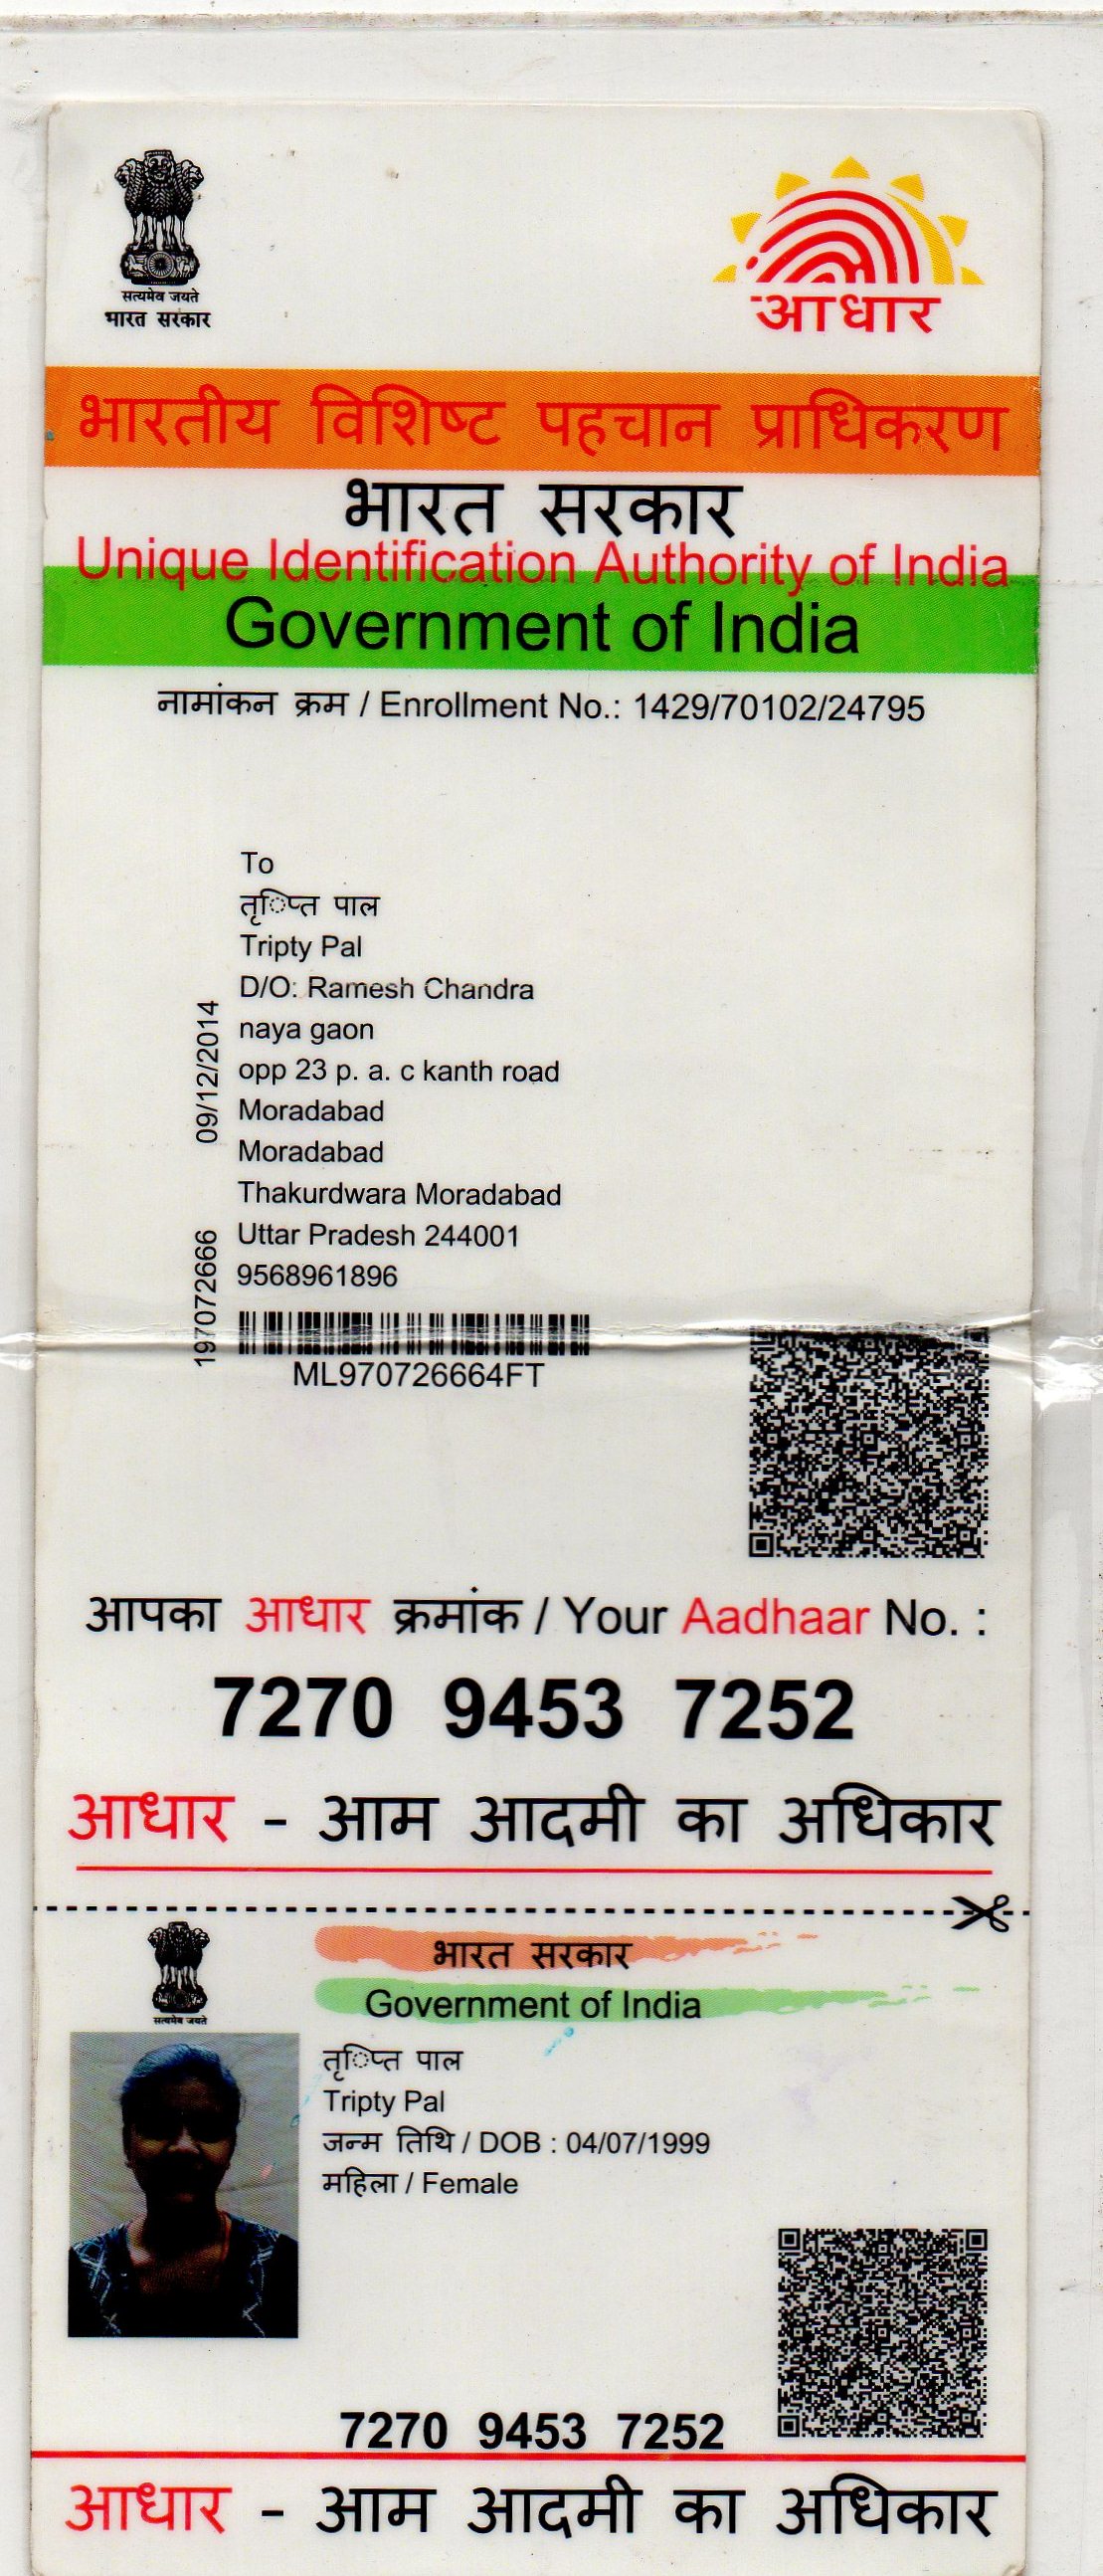 सत्यमेव जयते
भारत सरकार
आधार
भारतीय विशिष्ट पहचान प्राधिकरण
भारत सरकार
Unique Identification Authority of India
Government of India
नामांकन क्रम / Enrollment No.: 1429/70102/24795
To
तृिप्त पाल
Tripty Pal
D/O: Ramesh Chandra
naya gaon
opp 23 p. a. c kanth road
Moradabad
Moradabad
Thakurdwara Moradabad
Uttar Pradesh 244001
9568961896
09/12/2014
197072666
ML970726664FT
आपका आधार क्रमांक / Your Aadhaar No. :
7270 9453 7252
आधार - आम आदमी का अधिकार
सत्यमेव जयते
भारत सरकार
Government of India
तृिप्त पाल
Tripty Pal
जन्म तिथि / DOB : 04/07/1999
महिला / Female
7270 9453 7252
आधार - आम आदमी का अधिकार